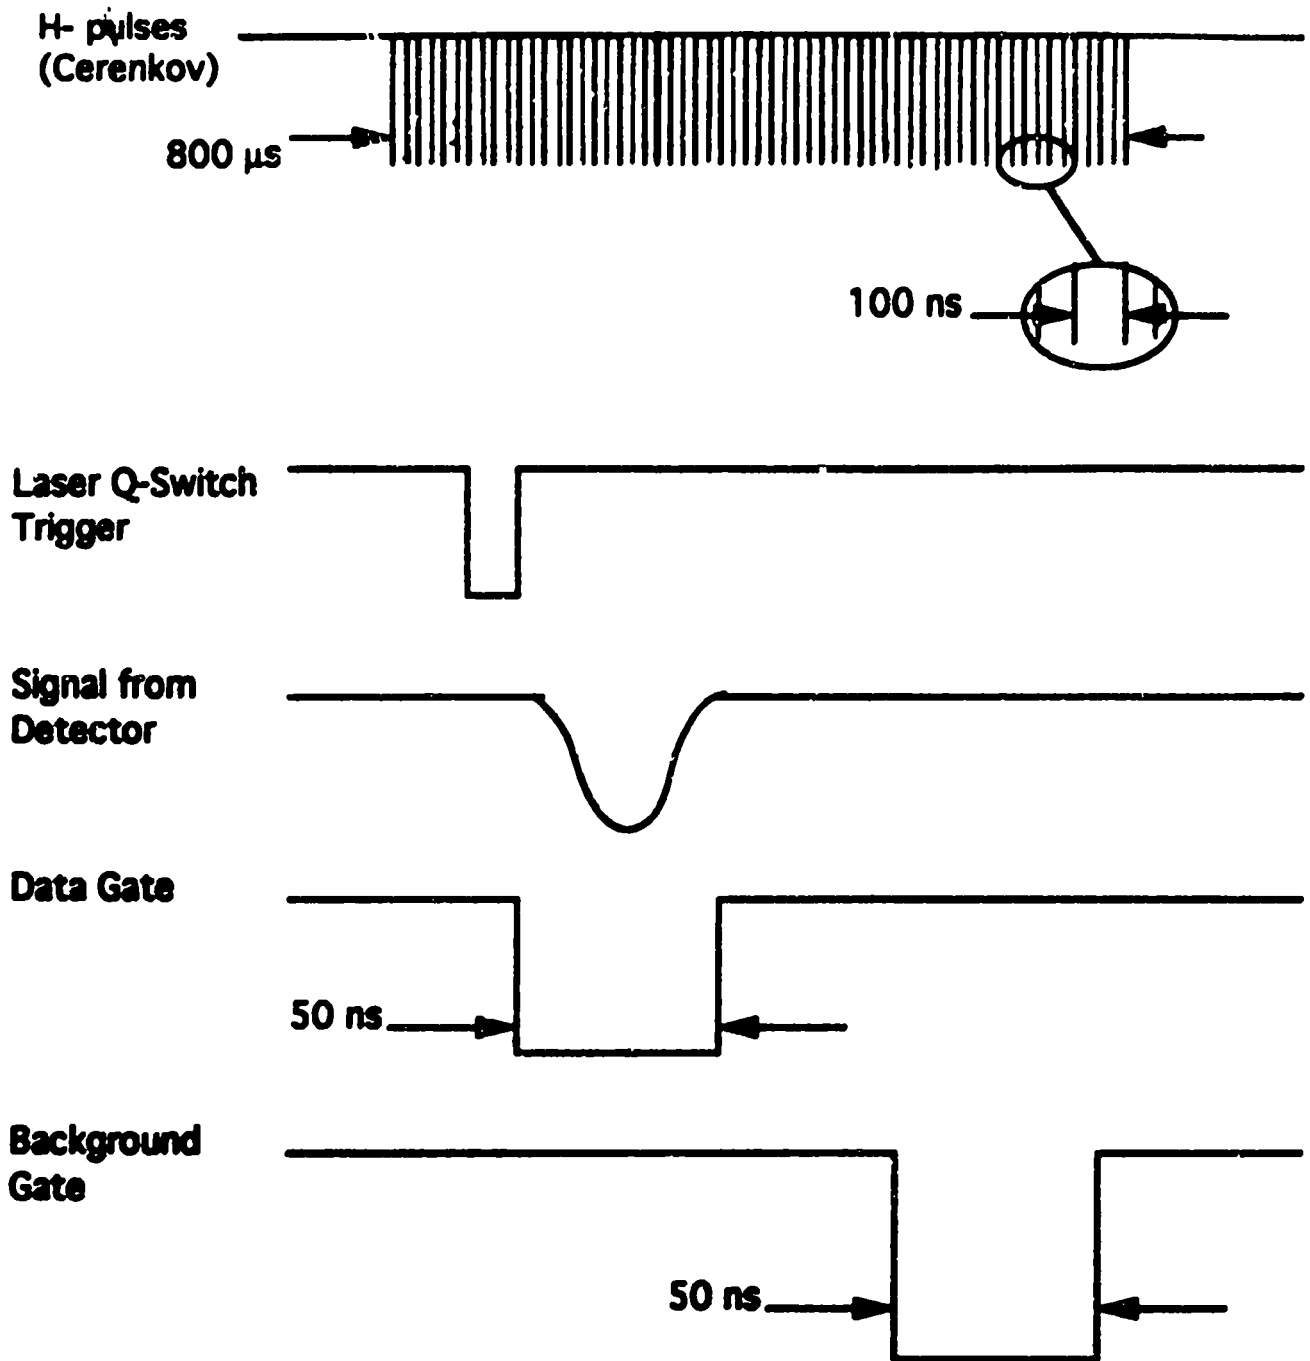 H- pulses
(Cerenkov)
800 μs
100 ns
Laser Q-Switch
Trigger
Signal from
Detector
Data Gate
50 ns
Background
Gate
50 ns